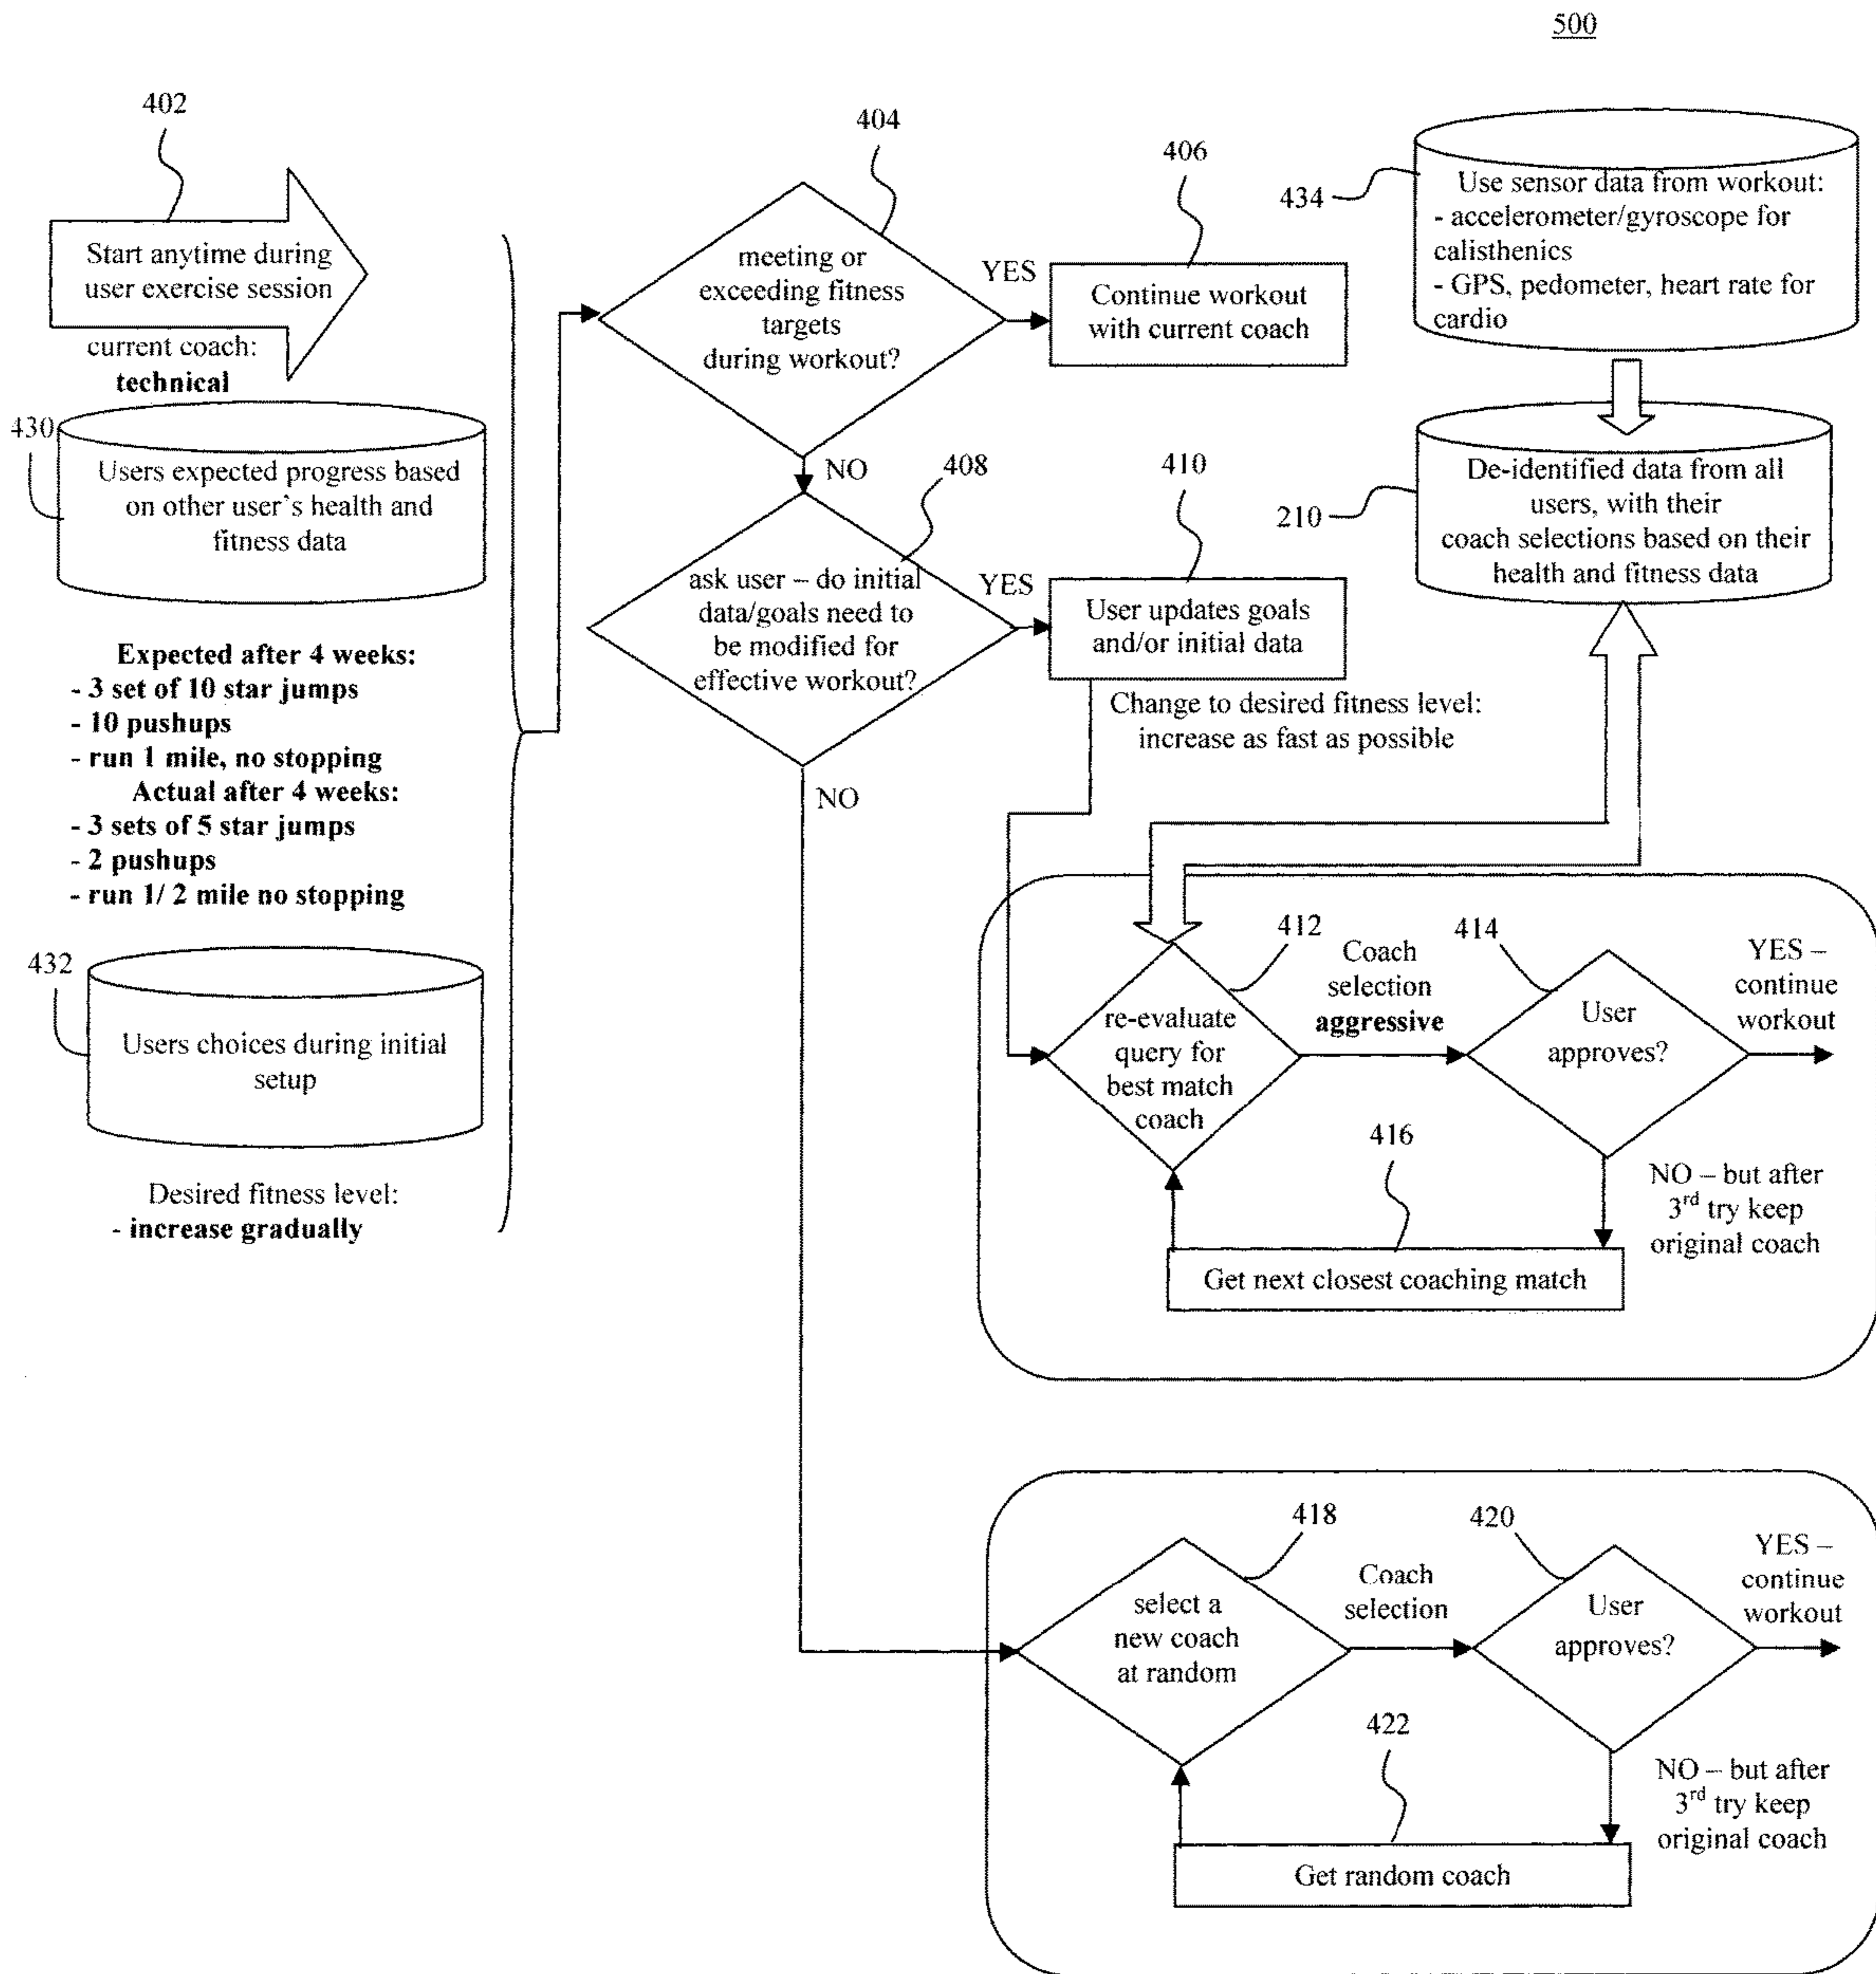 500
402
Start anytime during
user exercise session
current coach:
technical
430
Users expected progress based
on other user's health and
fitness data
Expected after 4 weeks:
- 3 set of 10 star jumps
- 10 pushups
- run 1 mile, no stopping
Actual after 4 weeks:
- 3 sets of 5 star jumps
- 2 pushups
- run 1/ 2 mile no stopping
432
Users choices during initial
setup
Desired fitness level:
- increase gradually
404
meeting or
exceeding fitness
targets
during workout?
YES
406
Continue workout
with current coach
NO
408
ask user – do initial
data/goals need to
be modified for
effective workout?
YES
410
User updates goals
and/or initial data
Change to desired fitness level:
increase as fast as possible
NO
434
Use sensor data from workout:
- accelerometer/gyroscope for
calisthenics
- GPS, pedometer, heart rate for
cardio
210
De-identified data from all
users, with their
coach selections based on their
health and fitness data
412
re-evaluate
query for
best match
coach
Coach
selection
aggressive
414
User
approves?
YES –
continue
workout
416
Get next closest coaching match
NO – but after
3rd try keep
original coach
418
select a
new coach
at random
Coach
selection
420
User
approves?
YES –
continue
workout
422
Get random coach
NO – but after
3rd try keep
original coach